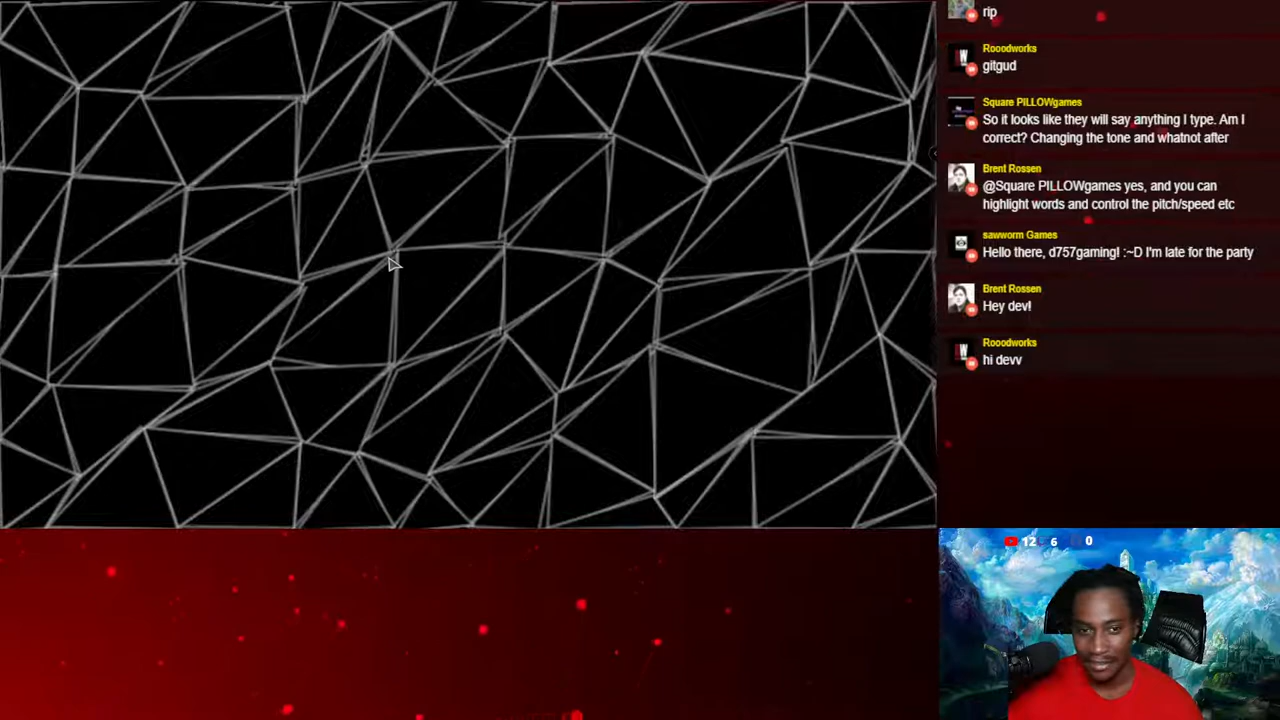 rip
Rooodworks
gitgud
Square PILLOWgames
So it looks like they will say anything I type. Am I
correct? Changing the tone and whatnot after
Brent Rossen
@Square PILLOWgames yes, and you can
highlight words and control the pitch/speed etc
sawworm Games
Hello there, d757gaming! :~D I'm late for the party
Brent Rossen
Hey dev!
Rooodworks
hi devv
12 6 0